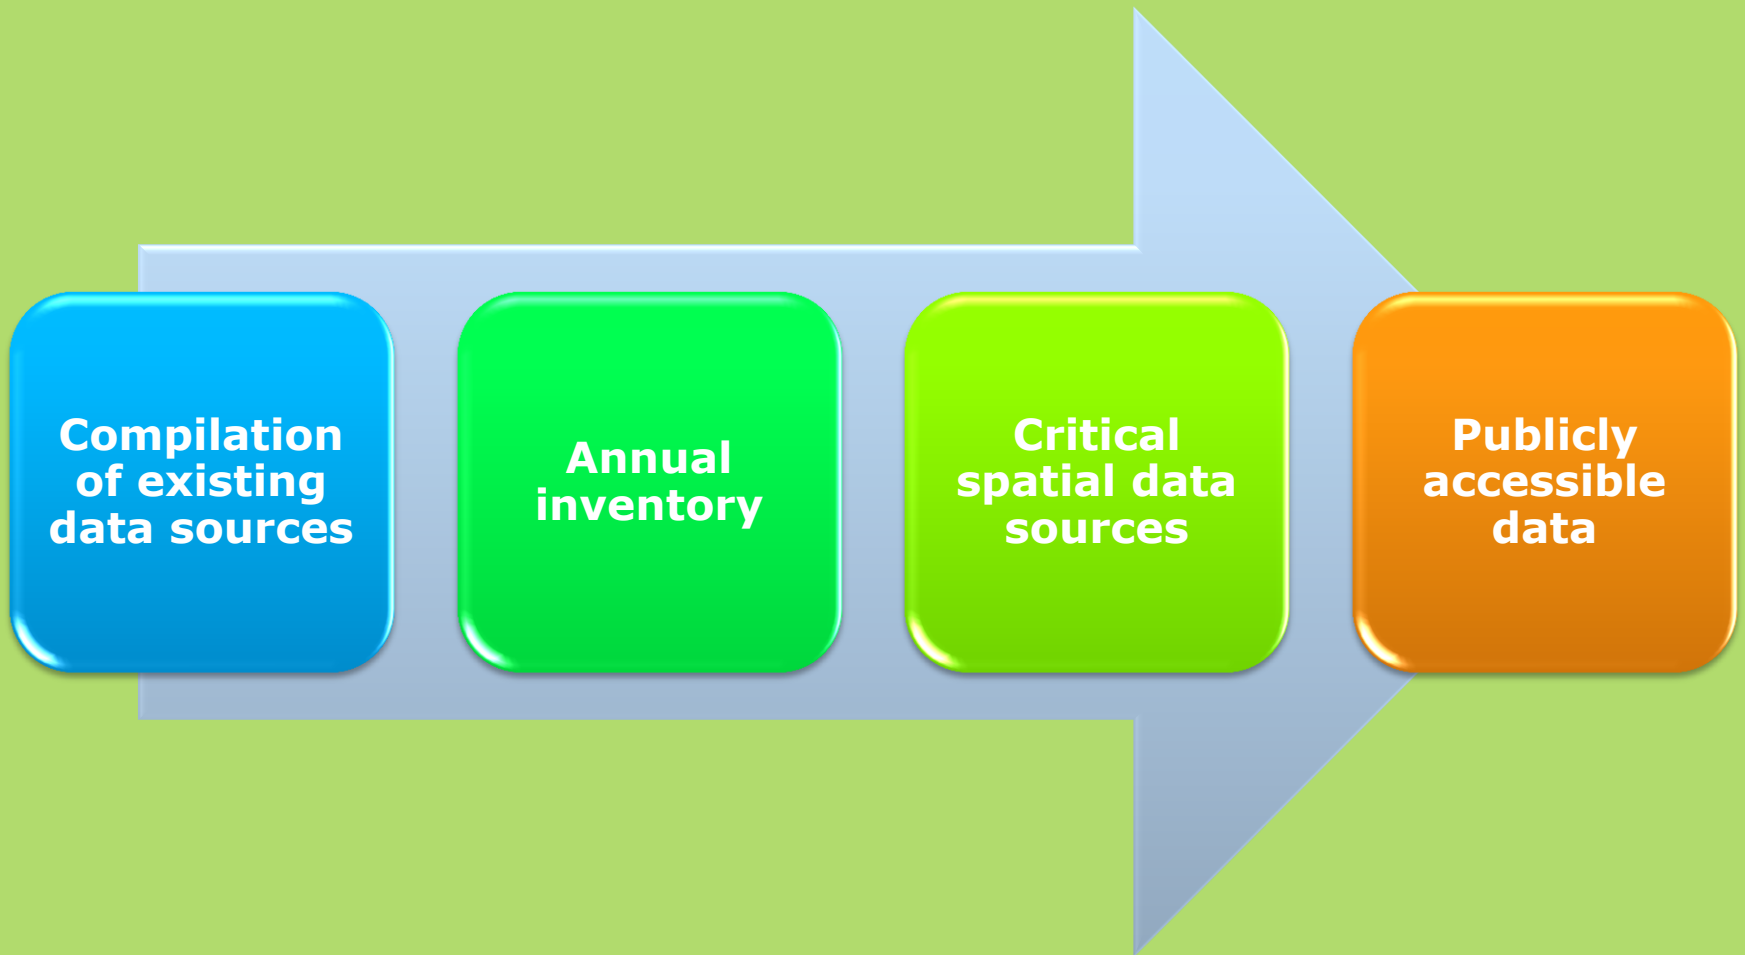 Compilation
of existing
data sources
Annual
inventory
Critical
spatial data
sources
Publicly
accessible
data